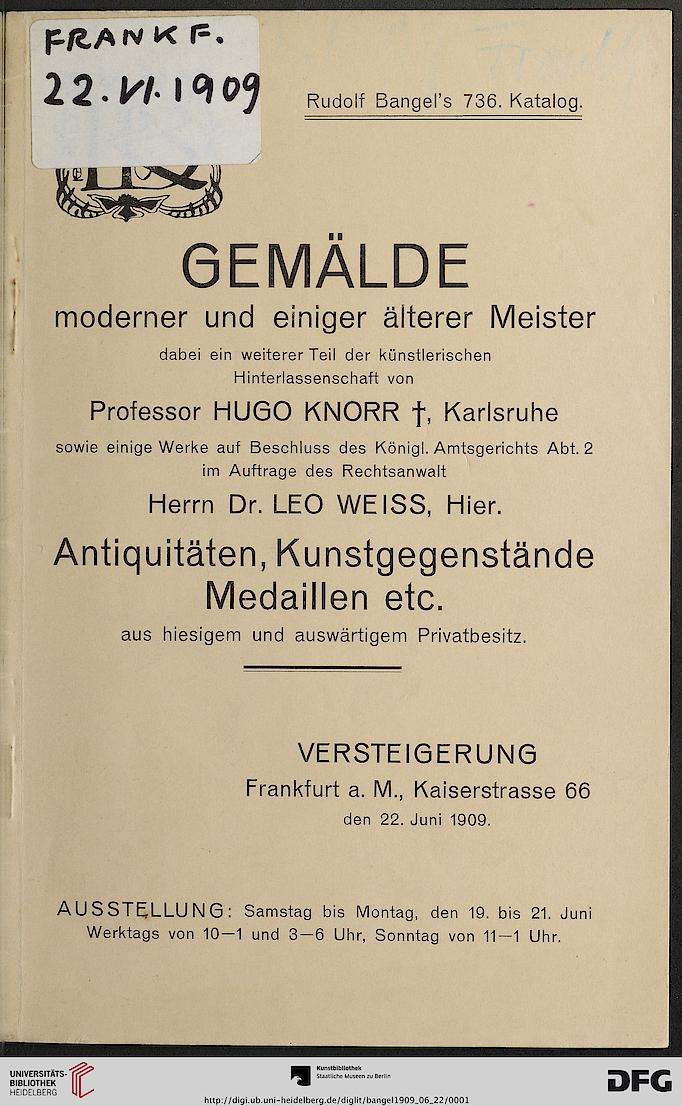 FRANKF.
22.VI.1909
Rudolf Bangel's 736. Katalog.
GEMÄLDE
moderner und einiger älterer Meister
dabei ein weiterer Teil der künstlerischen
Hinterlassenschaft von
Professor HUGO KNORR †, Karlsruhe
sowie einige Werke auf Beschluss des Königl. Amtsgerichts Abt. 2
im Auftrage des Rechtsanwalt
Herrn Dr. LEO WEISS, Hier.
Antiquitäten, Kunstgegenstände
Medaillen etc.
aus hiesigem und auswärtigem Privatbesitz.
VERSTEIGERUNG
Frankfurt a. M., Kaiserstrasse 66
den 22. Juni 1909.
AUSSTELLUNG: Samstag bis Montag, den 19. bis 21. Juni
Werktags von 10—1 und 3—6 Uhr, Sonntag von 11—1 Uhr.
UNIVERSITÄTS-
BIBLIOTHEK
HEIDELBERG
Kunstbibliothek
Staatliche Museen zu Berlin
DFG
http://digi.ub.uni-heidelberg.de/diglit/bangel1909_06_22/0001